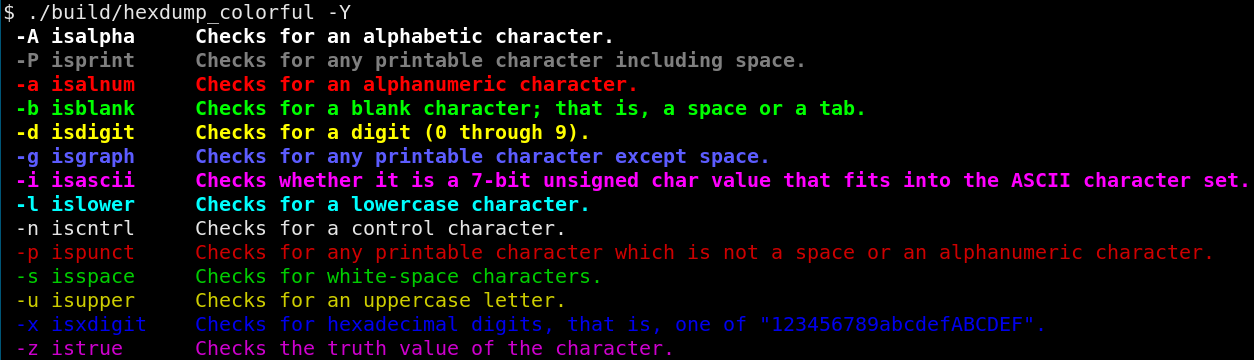 $ ./build/hexdump_colorful -Y
-A isalpha     Checks for an alphabetic character.
-P isprint     Checks for any printable character including space.
-a isalnum     Checks for an alphanumeric character.
-b isblank     Checks for a blank character; that is, a space or a tab.
-d isdigit     Checks for a digit (0 through 9).
-g isgraph     Checks for any printable character except space.
-i isascii     Checks whether it is a 7-bit unsigned char value that fits into the ASCII character set.
-l islower     Checks for a lowercase character.
-n iscntrl     Checks for a control character.
-p ispunct     Checks for any printable character which is not a space or an alphanumeric character.
-s isspace     Checks for white-space characters.
-u isupper     Checks for an uppercase letter.
-x isxdigit    Checks for hexadecimal digits, that is, one of "123456789abcdefABCDEF".
-z istrue      Checks the truth value of the character.